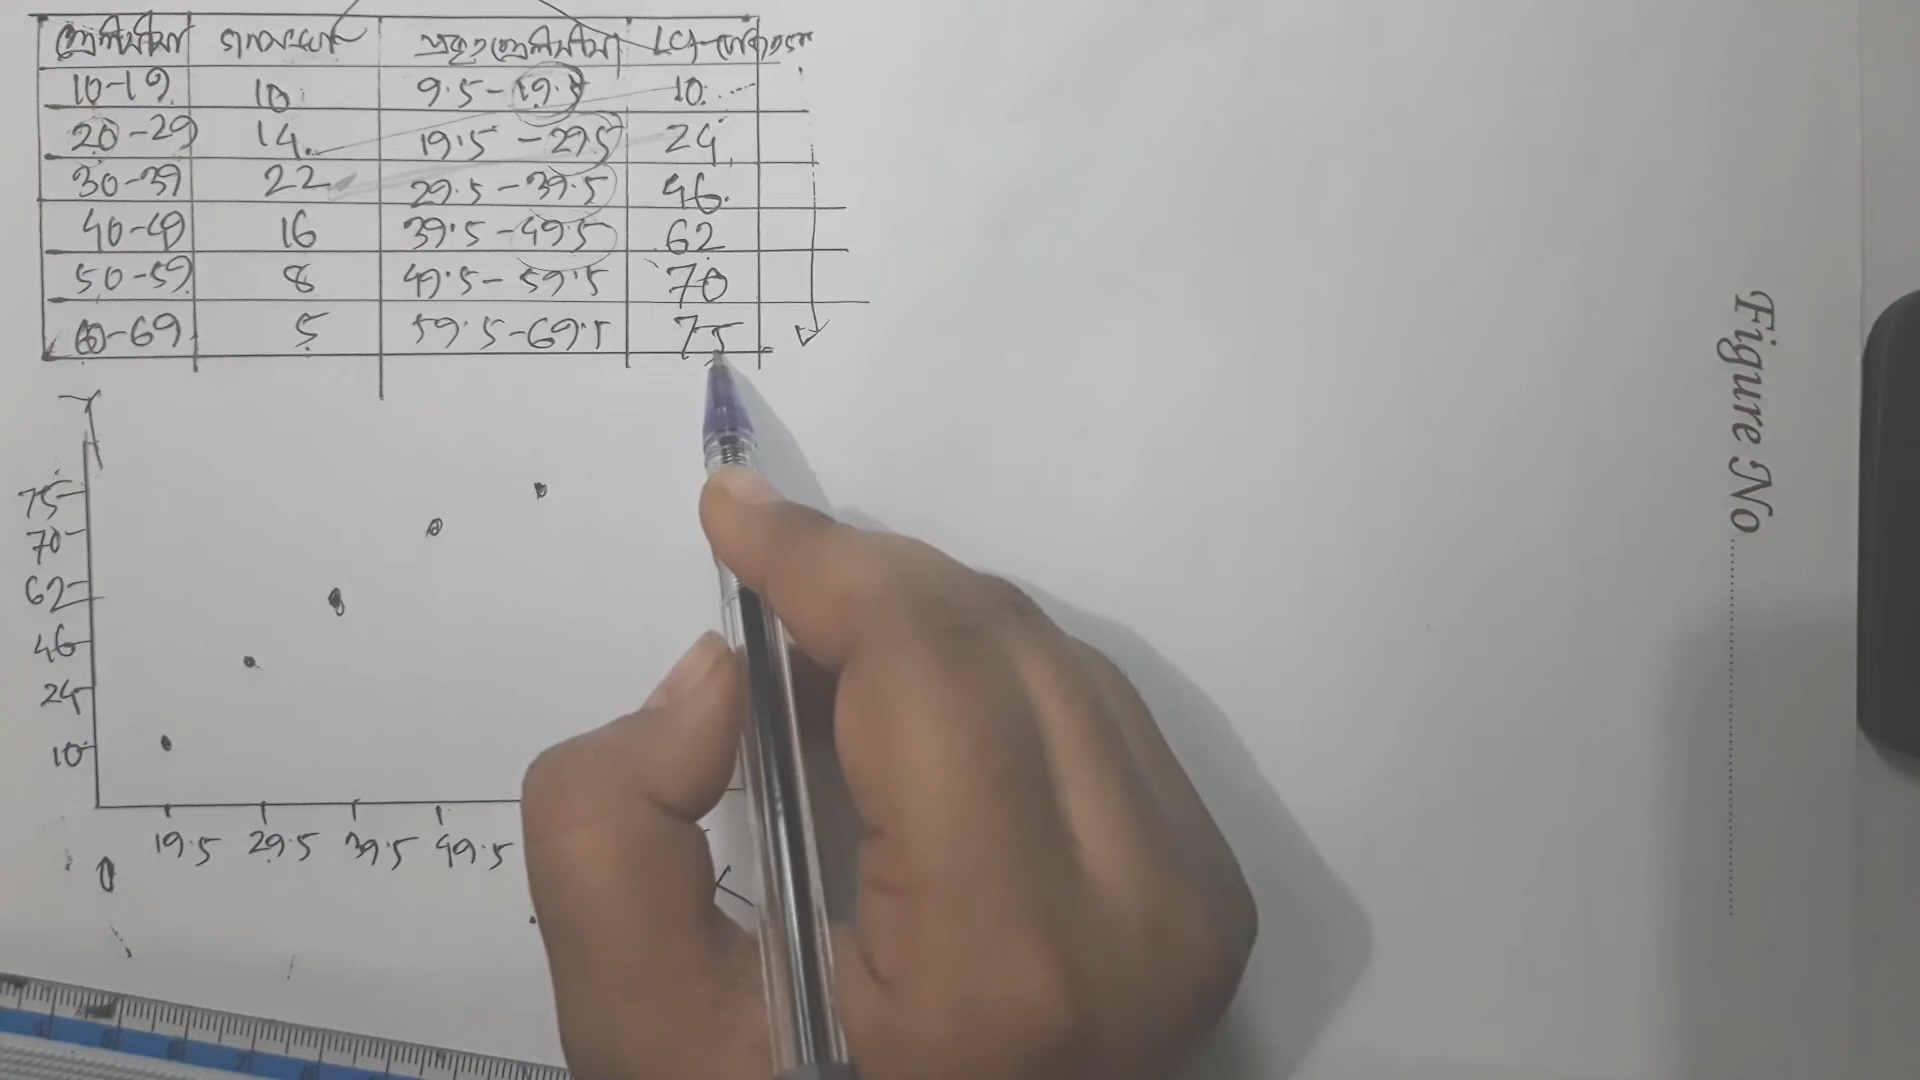 শ্রেণিসীমা গনসংখ্যা প্রকৃত শ্রেণিসীমা
10-19 10 9.5-19.5 10
20-29 14 19.5-29.5 24
30-39 22 29.5-39.5 46
40-49 16 39.5-49.5 62
50-59 8 49.5-59.5 70
60-69 5 59.5-69.5 75
Y
75
70
62
46
24
10
19.5 29.5 39.5 49.5
0
Figure No..........